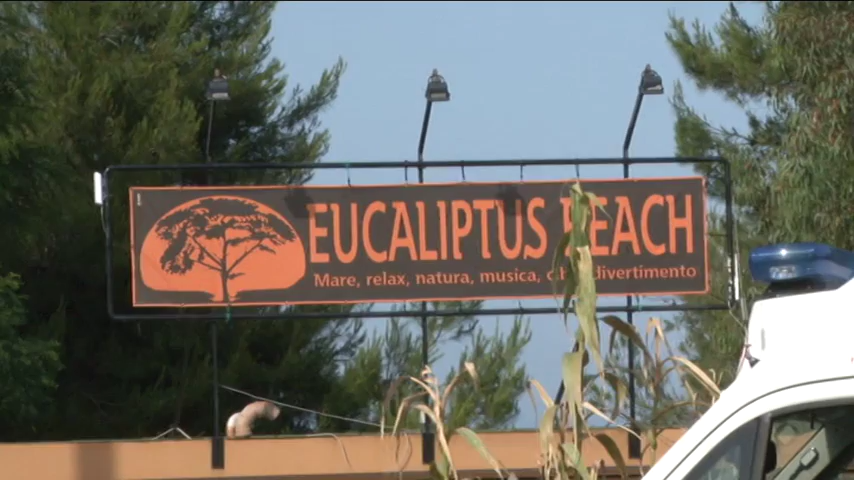 EUCALIPTUS BEACH
Mare, relax, natura, musica, divertimento